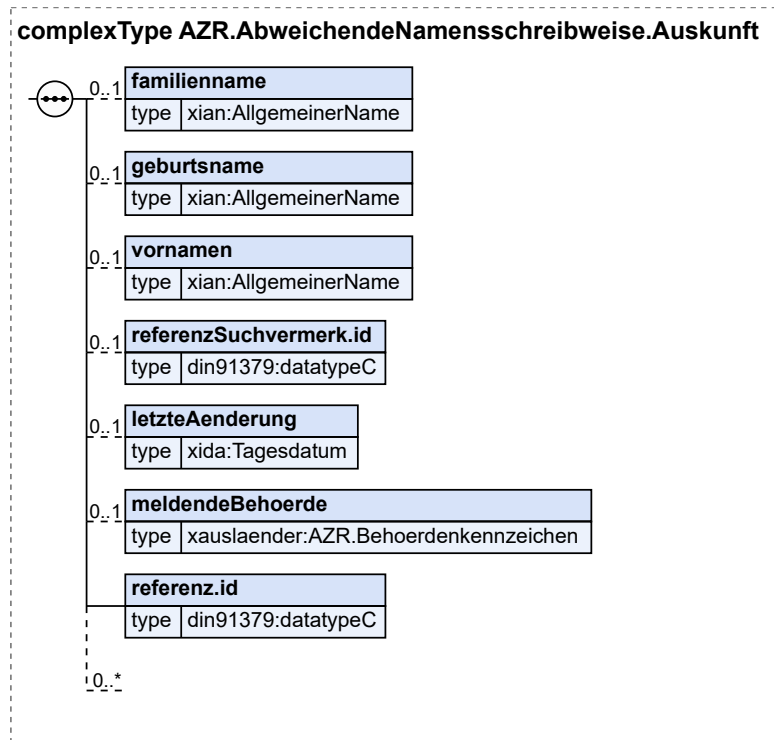 complexType AZR.AbweichendeNamensschreibweise.Auskunft
0..1 familienname
type xian:AllgemeinerName
0..1 geburtsname
type xian:AllgemeinerName
0..1 vornamen
type xian:AllgemeinerName
0..1 referenzSuchvermerk.id
type din91379:datatypeC
0..1 letzteAenderung
type xida:Tagesdatum
0..1 meldendeBehoerde
type xauslaender:AZR.Behoerdenkennzeichen
referenz.id
type din91379:datatypeC
0..*